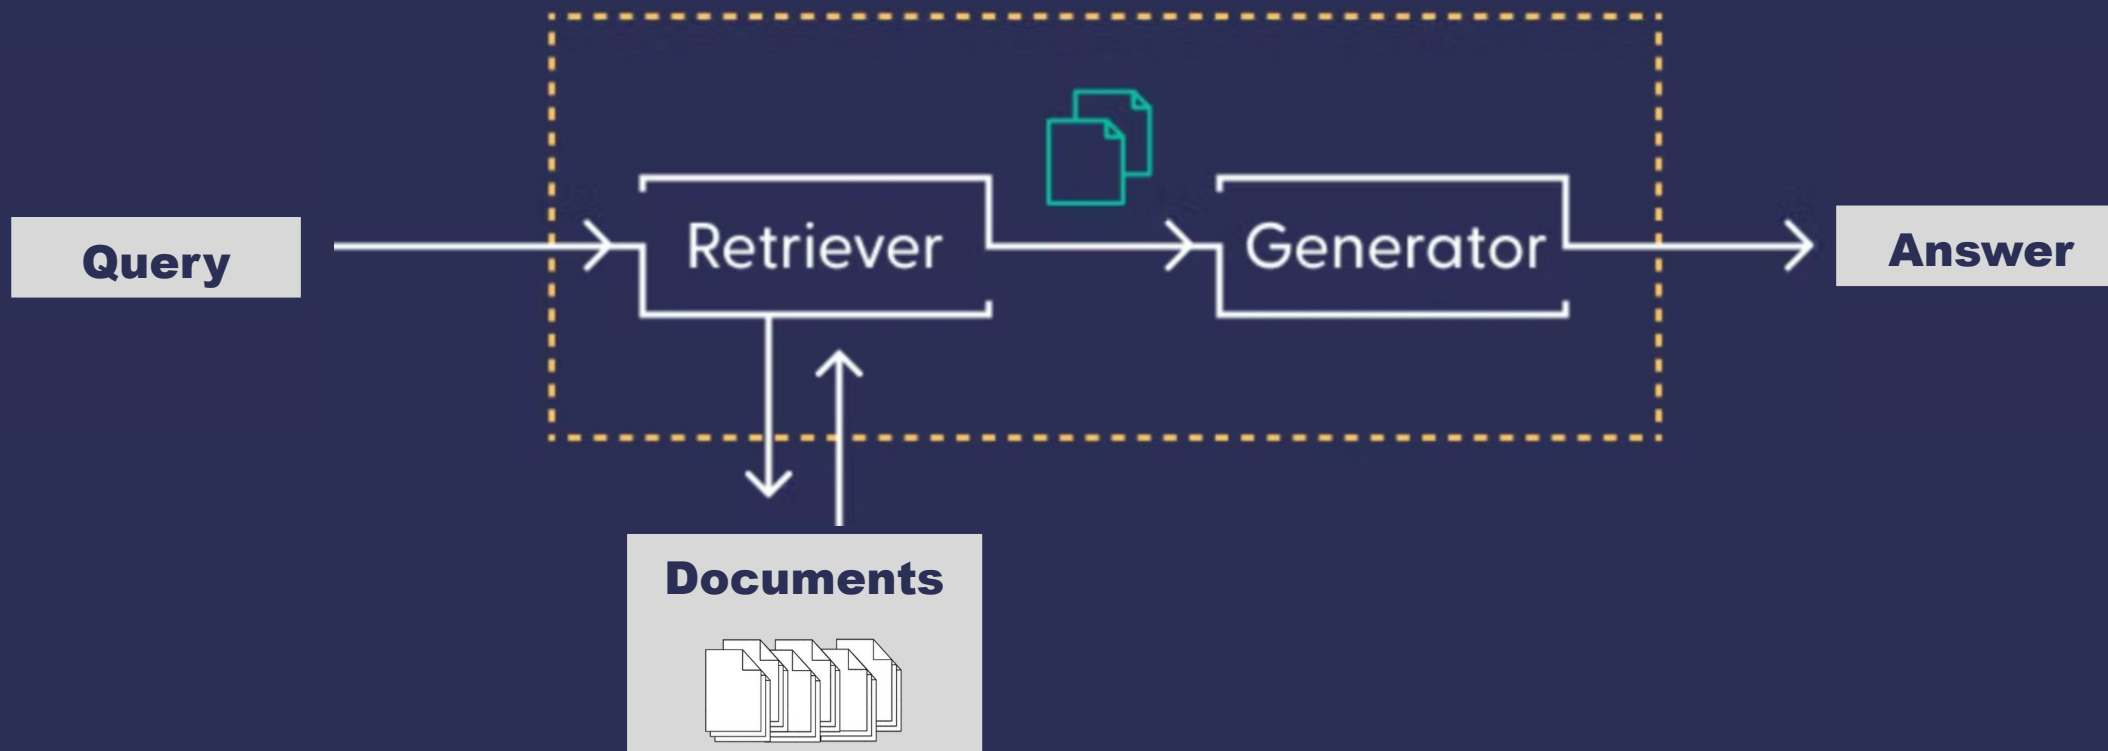 Query
Retriever
Generator
Answer
Documents